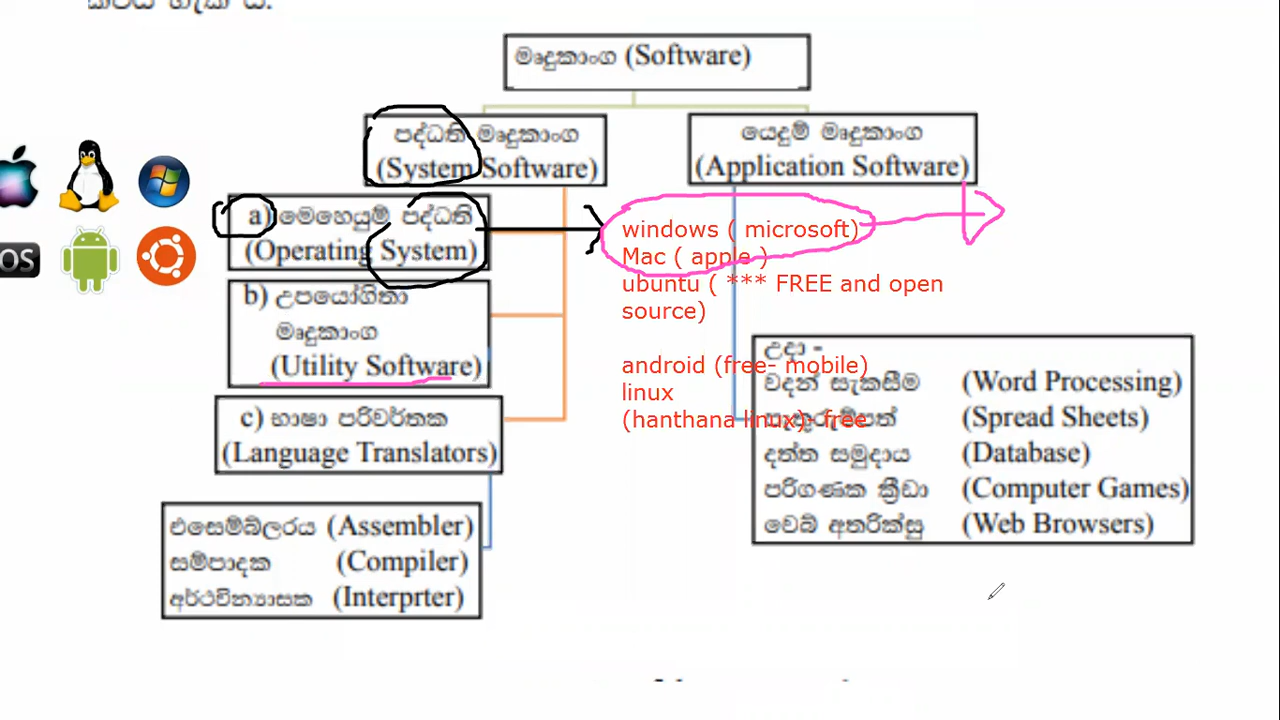 මෘදුකාංග (Software)
පද්ධති මෘදුකාංග
(System Software)
යෙදුම් මෘදුකාංග
(Application Software)
a) මෙහෙයුම් පද්ධති
(Operating System)
b) උපයෝගිතා
මෘදුකාංග
(Utility Software)
c) භාෂා පරිවර්තක
(Language Translators)
එසෙම්බ්ලරය (Assembler)
සම්පාදක (Compiler)
අර්ථවින්‍යාසක (Interprter)
OS
windows ( microsoft)
Mac ( apple )
ubuntu ( *** FREE and open
source)
android (free- mobile)
linux
(hanthana linux)- free
උදා -
වදන් සැකසීම (Word Processing)
පැතුරුම්පත් (Spread Sheets)
දත්ත සමුදාය (Database)
පරිගණක ක්‍රීඩා (Computer Games)
වෙබ් අතරික්සු (Web Browsers)